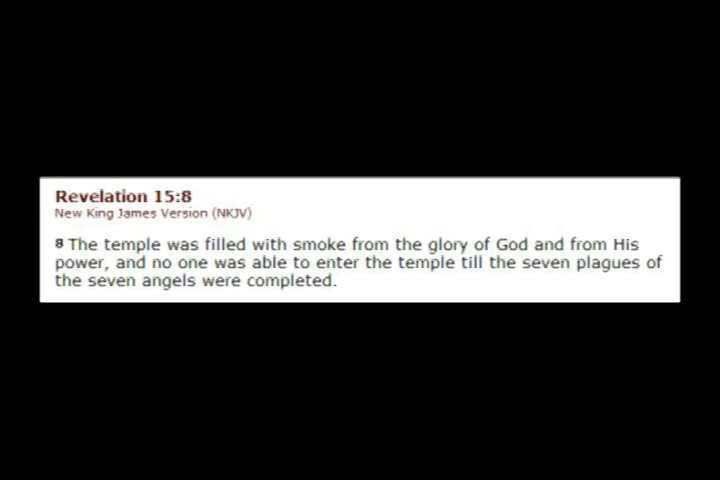 Revelation 15:8
New King James Version (NKJV)
8 The temple was filled with smoke from the glory of God and from His
power, and no one was able to enter the temple till the seven plagues of
the seven angels were completed.